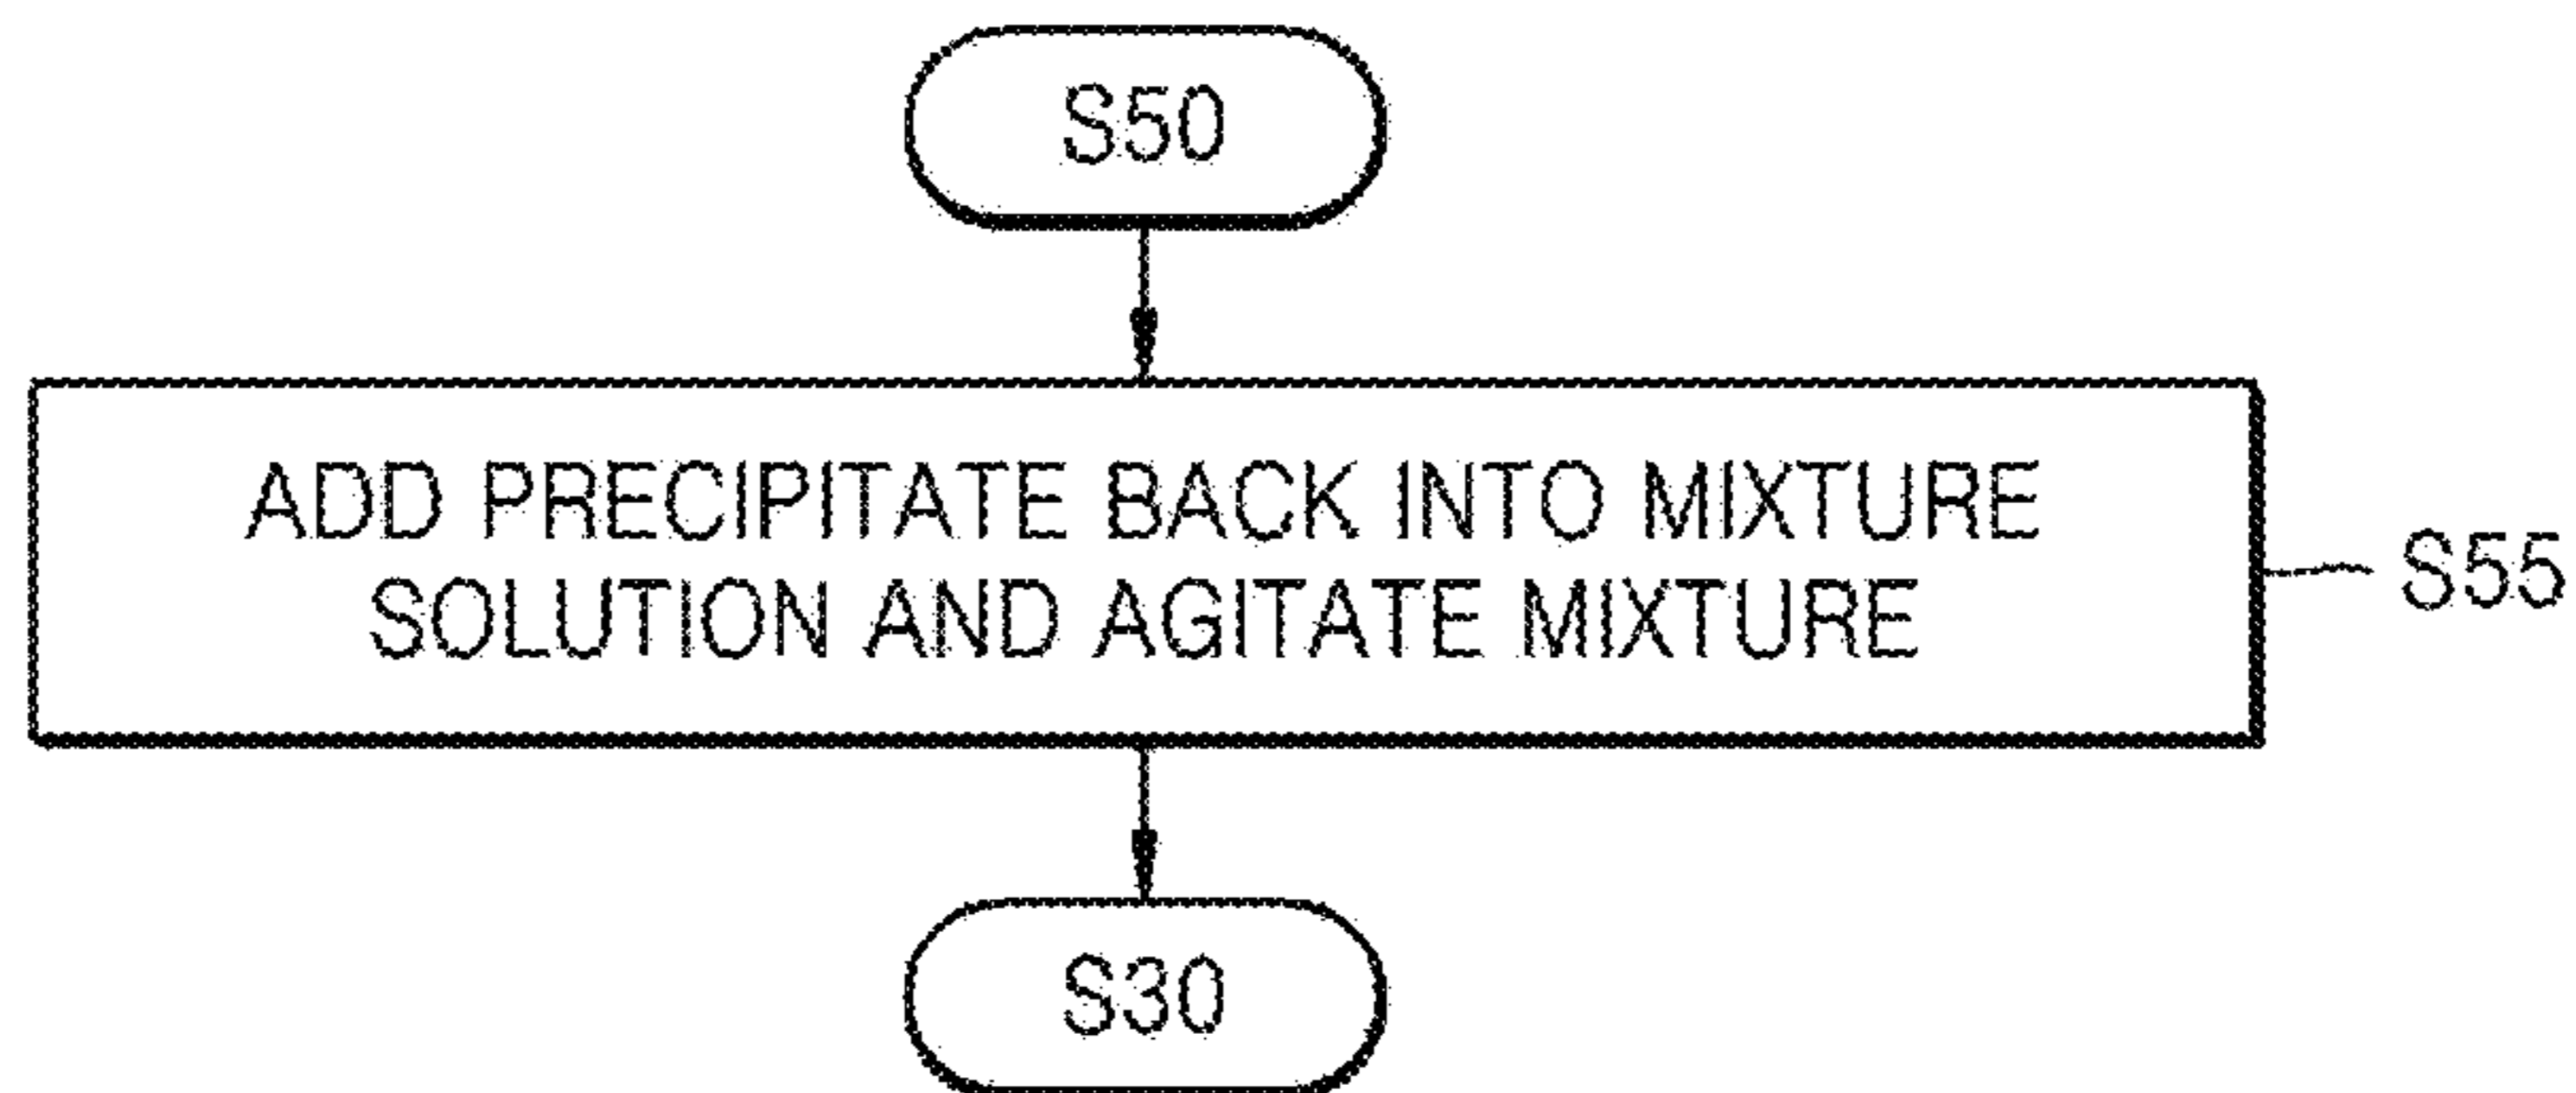 S50
ADD PRECIPITATE BACK INTO MIXTURE
SOLUTION AND AGITATE MIXTURE
S55
S30